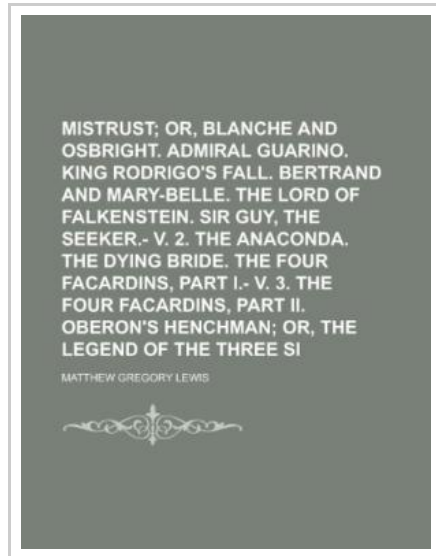 MISTRUST; OR, BLANCHE AND
OSBRIGHT. ADMIRAL GUARINO.
KING RODRIGO'S FALL. BERTRAND
AND MARY-BELLE. THE LORD OF
FALKENSTEIN. SIR GUY, THE
SEEKER.- V. 2. THE ANACONDA.
THE DYING BRIDE. THE FOUR
FACARDINS, PART I.- V. 3. THE
FOUR FACARDINS, PART II.
OBERON'S HENCHMAN; OR, THE
LEGEND OF THE THREE SI
MATTHEW GREGORY LEWIS